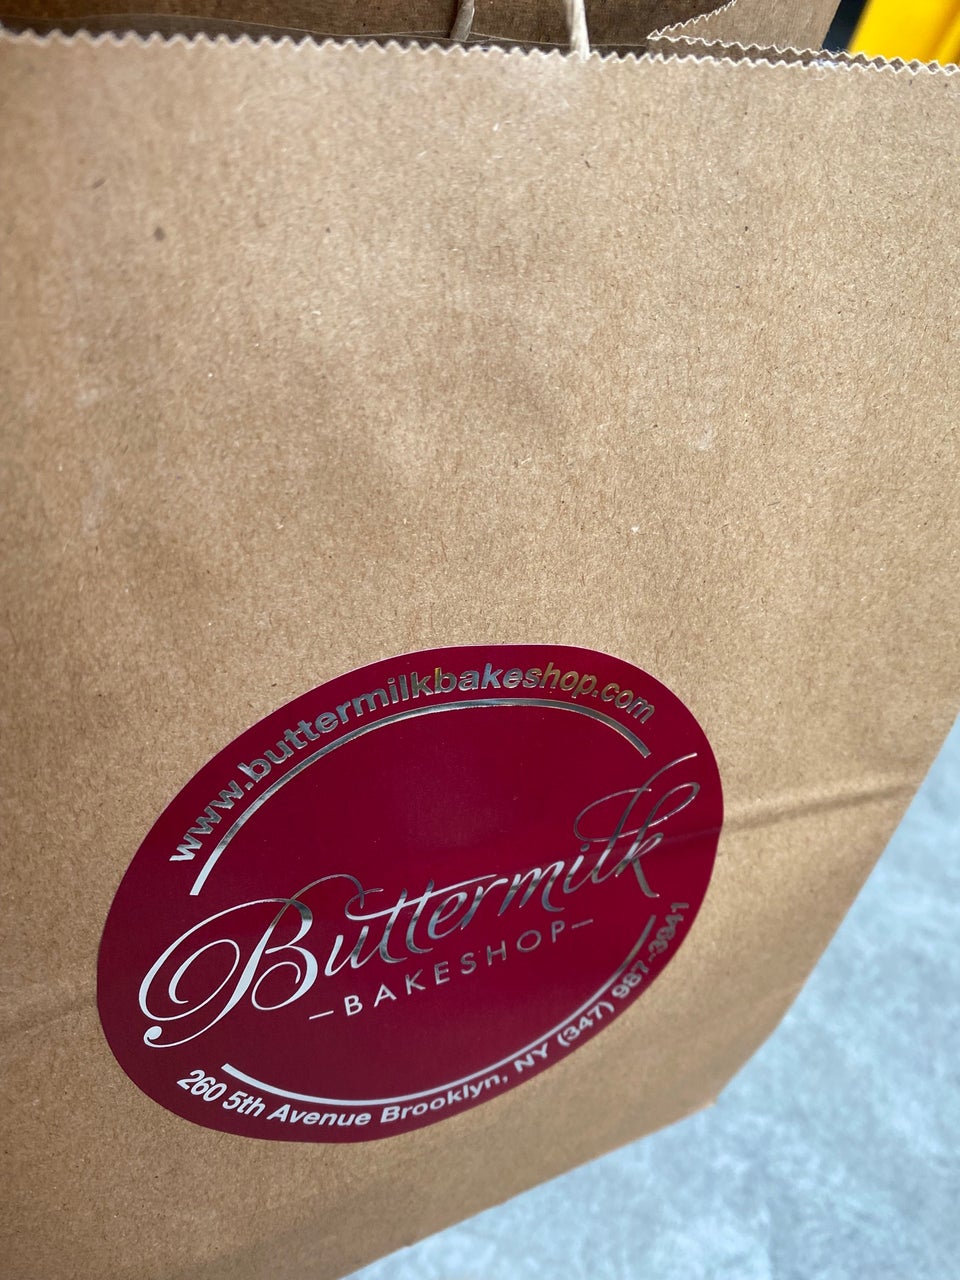 www.buttermilkbakeshop.com
Buttermilk
—BAKESHOP—
260 5th Avenue Brooklyn, NY (347) 987-3941